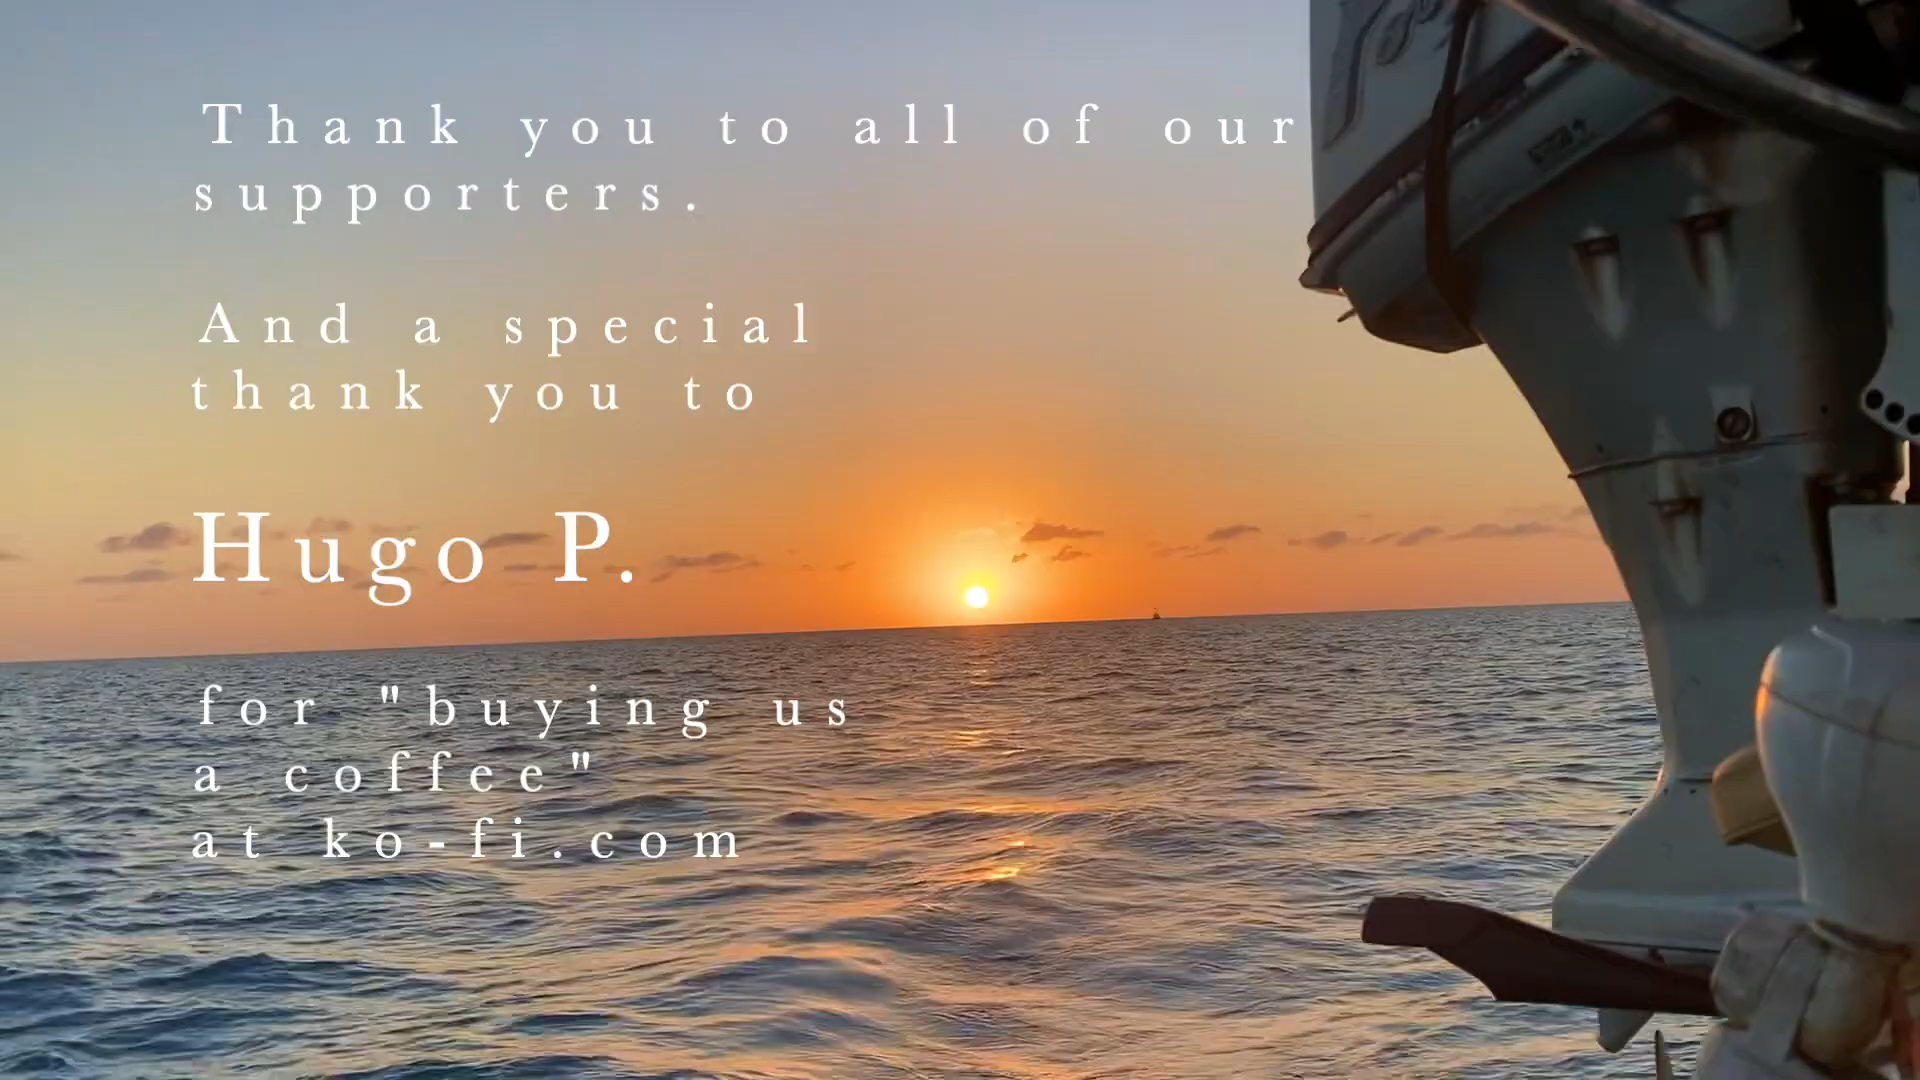 Thank you to all of our
supporters.
And a special
thank you to
Hugo P.
for "buying us
a coffee"
at ko-fi.com